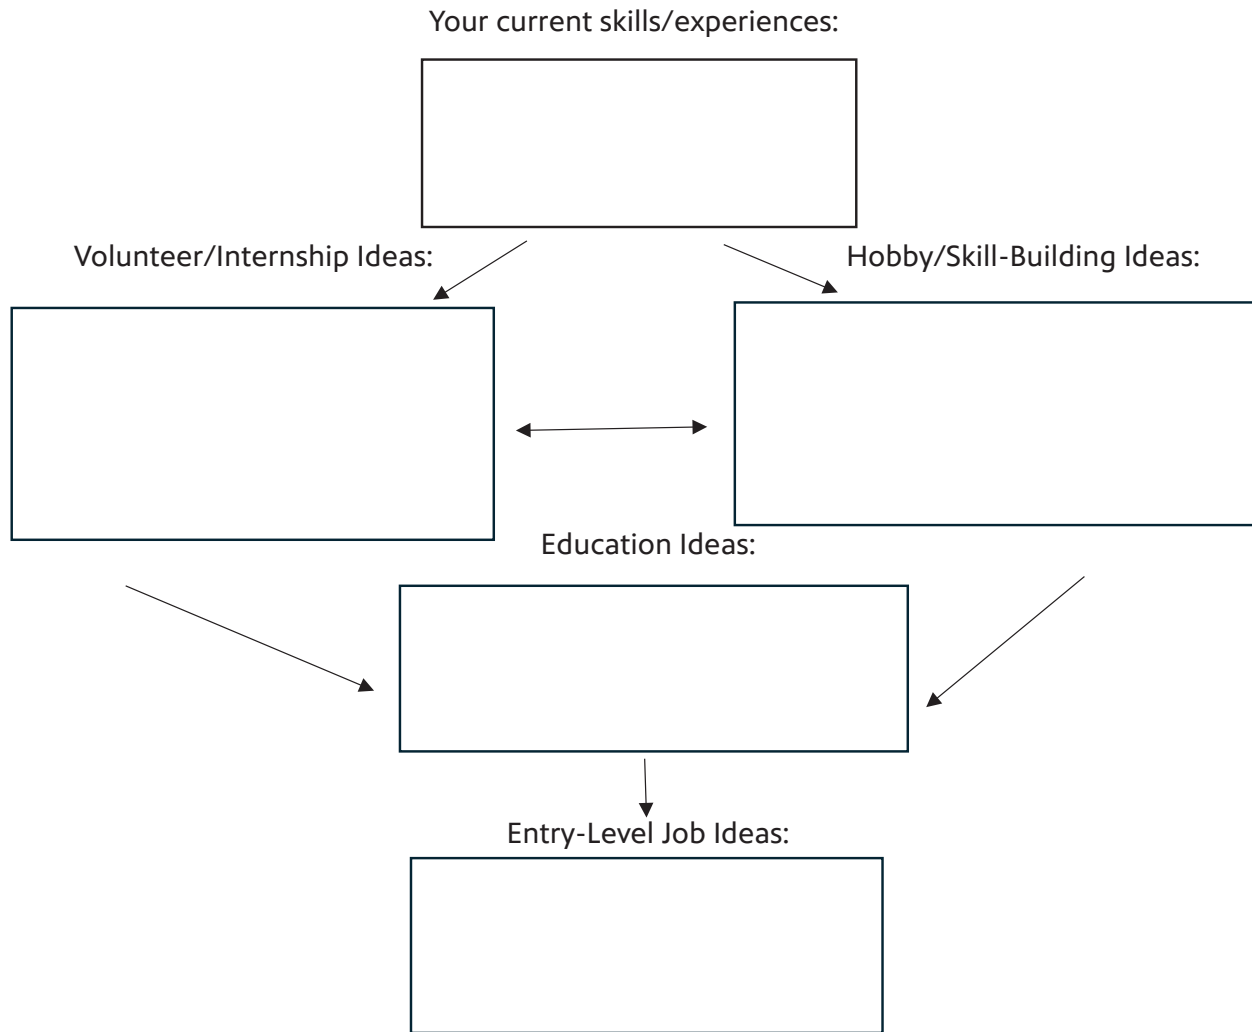 Your current skills/experiences:
Volunteer/Internship Ideas:
Hobby/Skill-Building Ideas:
Education Ideas:
Entry-Level Job Ideas: